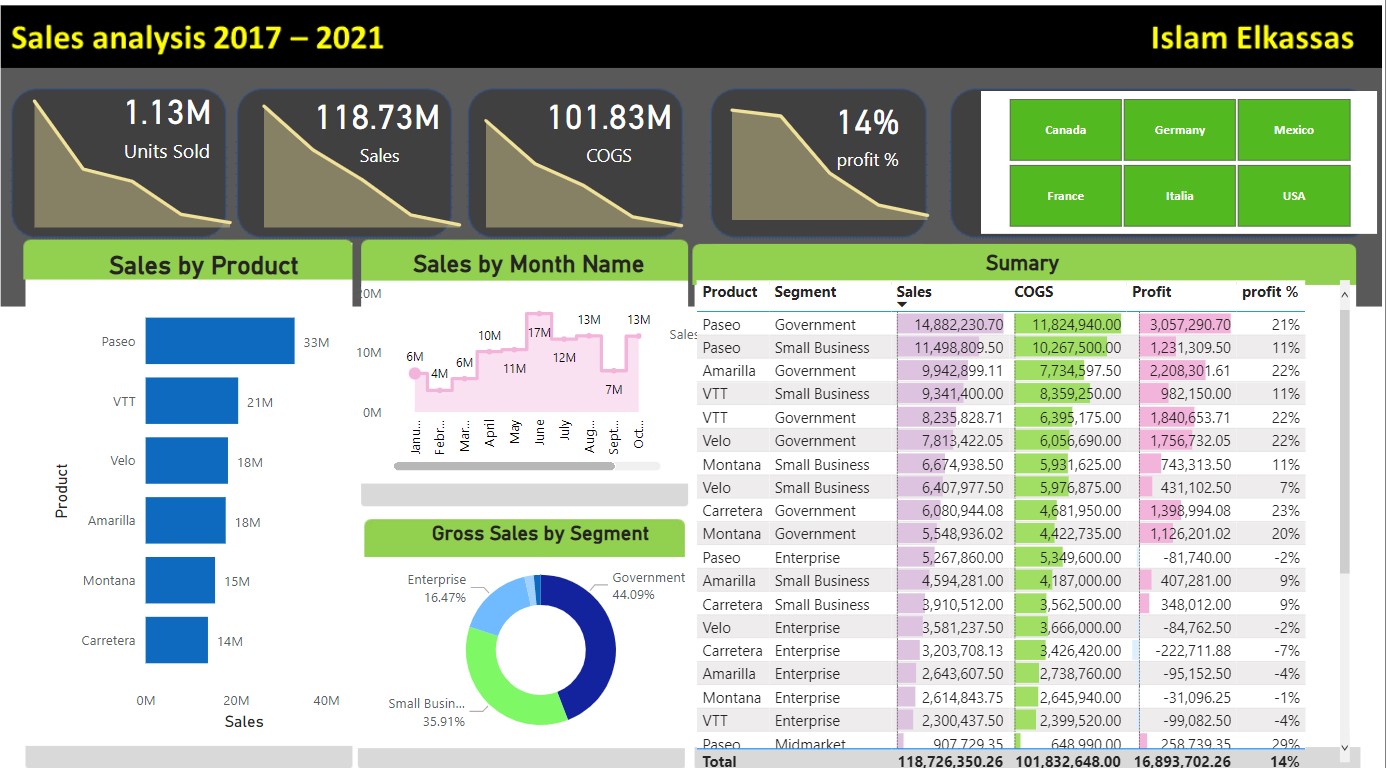 Sales analysis 2017 – 2021
Islam Elkassas
1.13M
Units Sold
118.73M
Sales
101.83M
COGS
14%
profit %
Canada
Germany
Mexico
France
Italia
USA
Sales by Product
Product
Paseo 33M
VTT 21M
Velo 18M
Amarilla 18M
Montana 15M
Carretera 14M
0M 20M 40M
Sales
Sales by Month Name
20M
10M
0M
6M 4M 6M 10M 11M 17M 12M 13M 7M 13M
Sales
Janu... Febr... Mar... April May June July Aug... Sept... Oct...
Gross Sales by Segment
Enterprise
16.47%
Government
44.09%
Small Busin...
35.91%
Sumary
Product Segment Sales COGS Profit profit %
Paseo Government 14,882,230.70 11,824,940.00 3,057,290.70 21%
Paseo Small Business 11,498,809.50 10,267,500.00 1,231,309.50 11%
Amarilla Government 9,942,899.11 7,734,597.50 2,208,301.61 22%
VTT Small Business 9,341,400.00 8,359,250.00 982,150.00 11%
VTT Government 8,235,828.71 6,395,175.00 1,840,653.71 22%
Velo Government 7,813,422.05 6,056,690.00 1,756,732.05 22%
Montana Small Business 6,674,938.50 5,931,625.00 743,313.50 11%
Velo Small Business 6,407,977.50 5,976,875.00 431,102.50 7%
Carretera Government 6,080,944.08 4,681,950.00 1,398,994.08 23%
Montana Government 5,548,936.02 4,422,735.00 1,126,201.02 20%
Paseo Enterprise 5,267,860.00 5,349,600.00 -81,740.00 -2%
Amarilla Small Business 4,594,281.00 4,187,000.00 407,281.00 9%
Carretera Small Business 3,910,512.00 3,562,500.00 348,012.00 9%
Velo Enterprise 3,581,237.50 3,666,000.00 -84,762.50 -2%
Carretera Enterprise 3,203,708.13 3,426,420.00 -222,711.88 -7%
Amarilla Enterprise 2,643,607.50 2,738,760.00 -95,152.50 -4%
Montana Enterprise 2,614,843.75 2,645,940.00 -31,096.25 -1%
VTT Enterprise 2,300,437.50 2,399,520.00 -99,082.50 -4%
Paseo Midmarket 907,729.35 648,990.00 258,739.35 29%
Total 118,726,350.26 101,832,648.00 16,893,702.26 14%